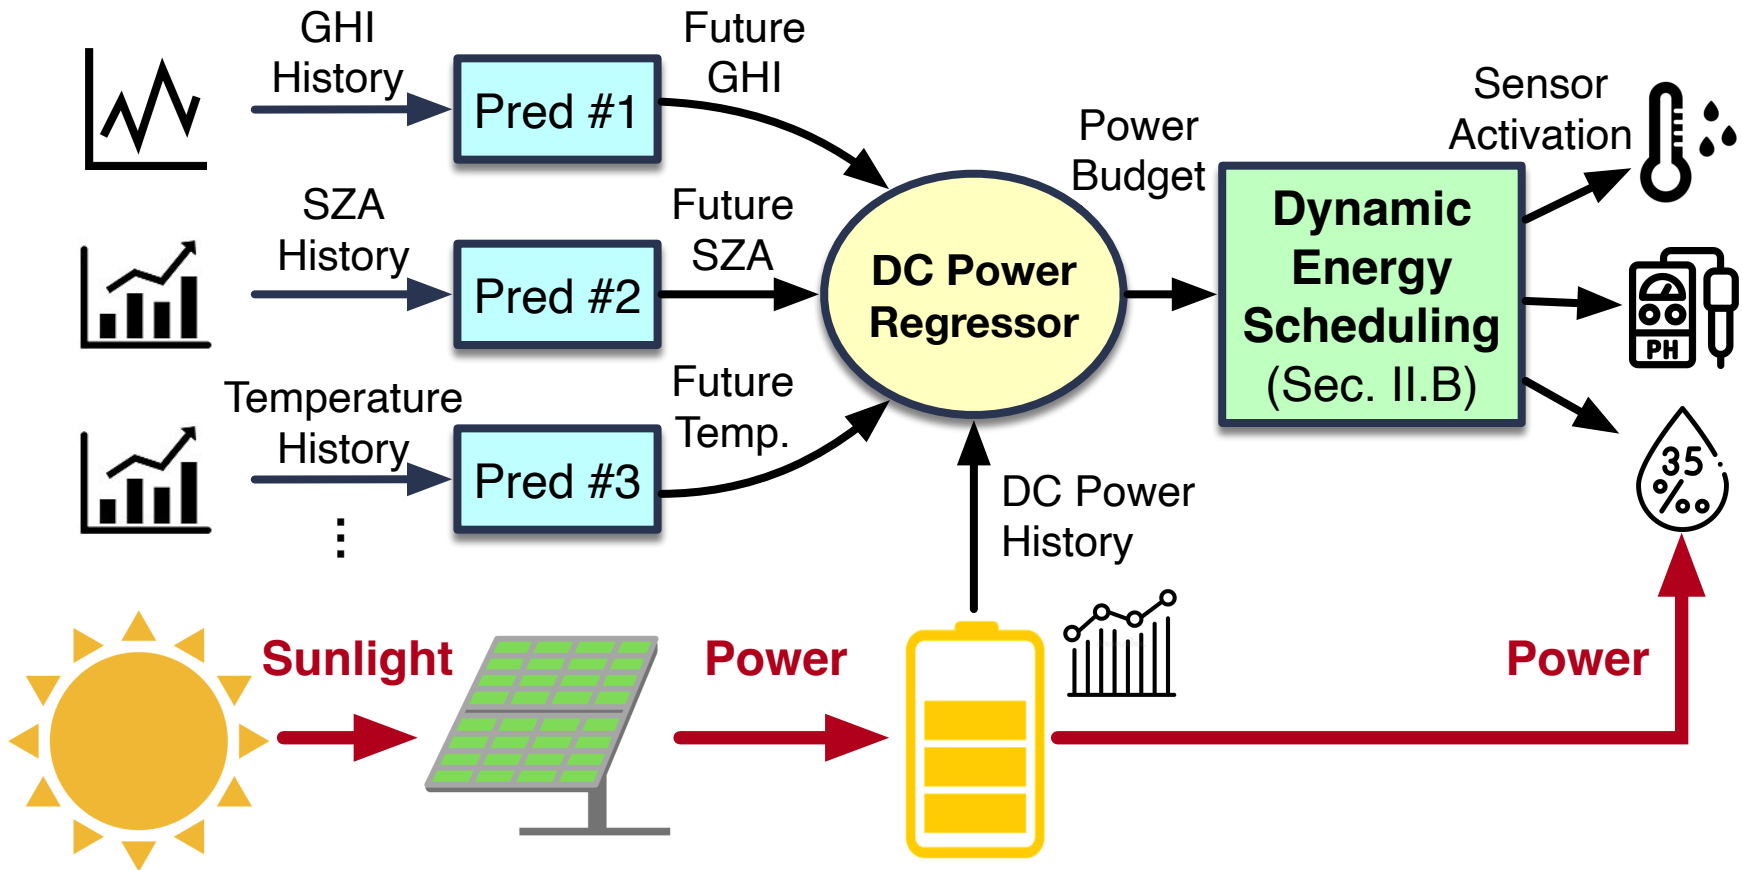 GHI
History
Pred #1
Future
GHI
SZA
History
Pred #2
Future
SZA
Temperature
History
Pred #3
Future
Temp.
DC Power
Regressor
DC Power
History
Power
Budget
Dynamic
Energy
Scheduling
(Sec. II.B)
Sensor
Activation
PH
35
%
Sunlight
Power
Power